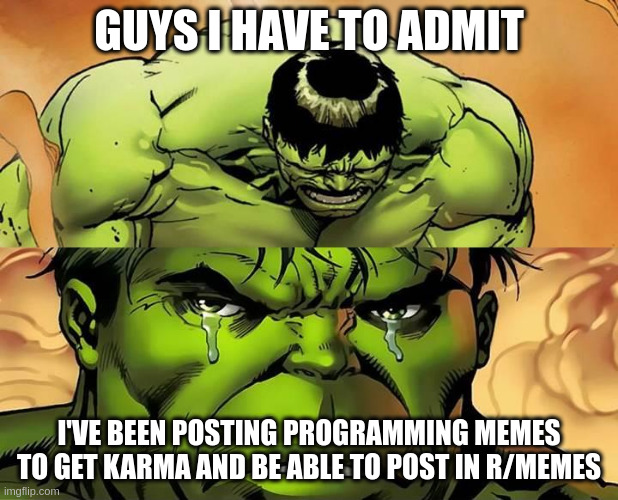 GUYS I HAVE TO ADMIT
I'VE BEEN POSTING PROGRAMMING MEMES
TO GET KARMA AND BE ABLE TO POST IN R/MEMES
imgflip.com